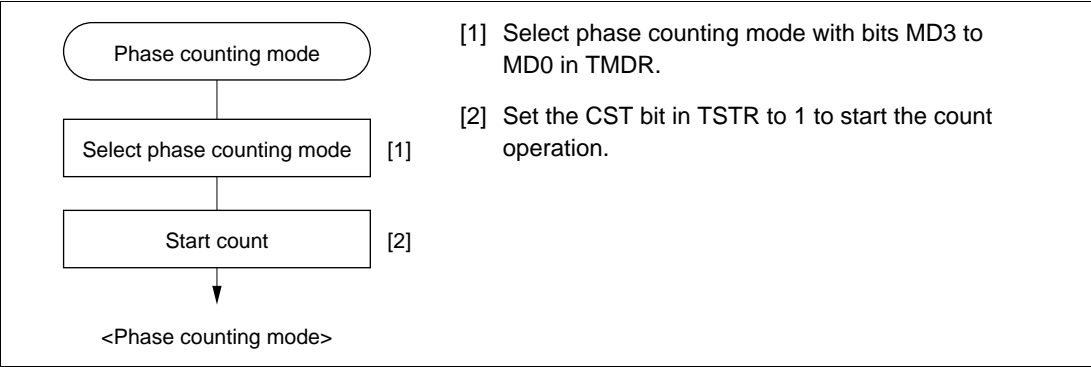 Phase counting mode
Select phase counting mode [1]
Start count [2]
<Phase counting mode>
[1] Select phase counting mode with bits MD3 to
MD0 in TMDR.
[2] Set the CST bit in TSTR to 1 to start the count
operation.